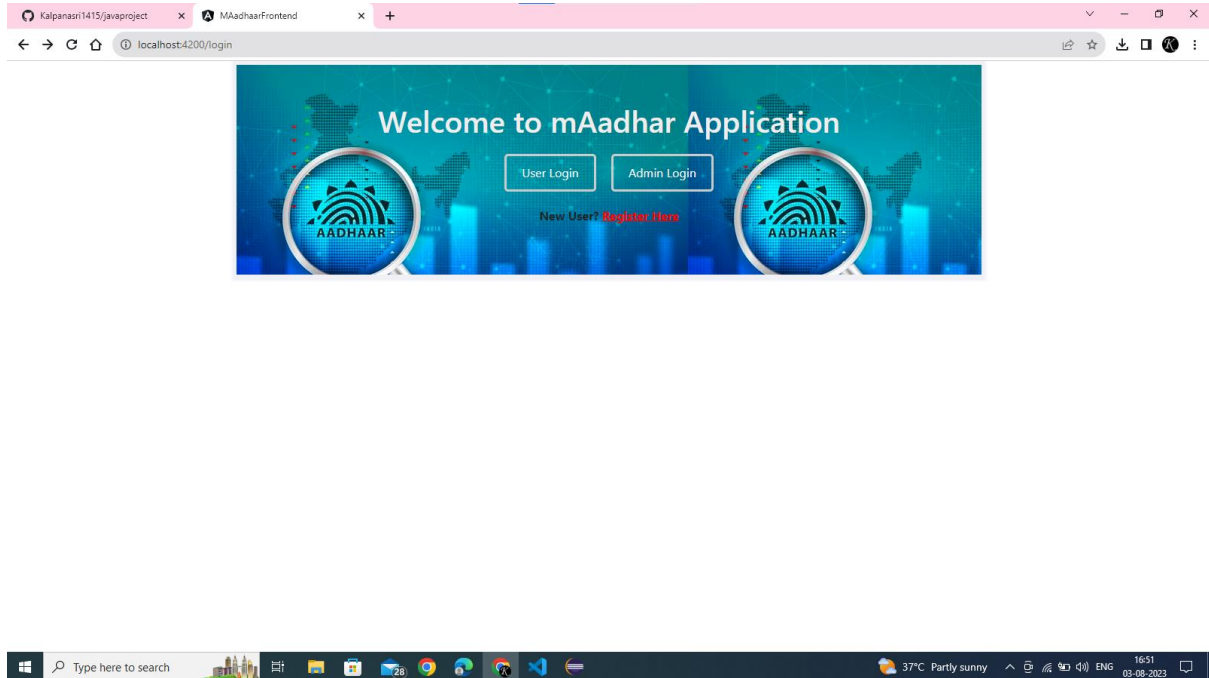 Kalpanasri1415/javaproject
MAadhaarFrontend
localhost:4200/login
Welcome to mAadhar Application
User Login
Admin Login
New User? Register Here
AADHAAR
AADHAAR
Type here to search
28
37°C Partly sunny
ENG
16:51
03-08-2023